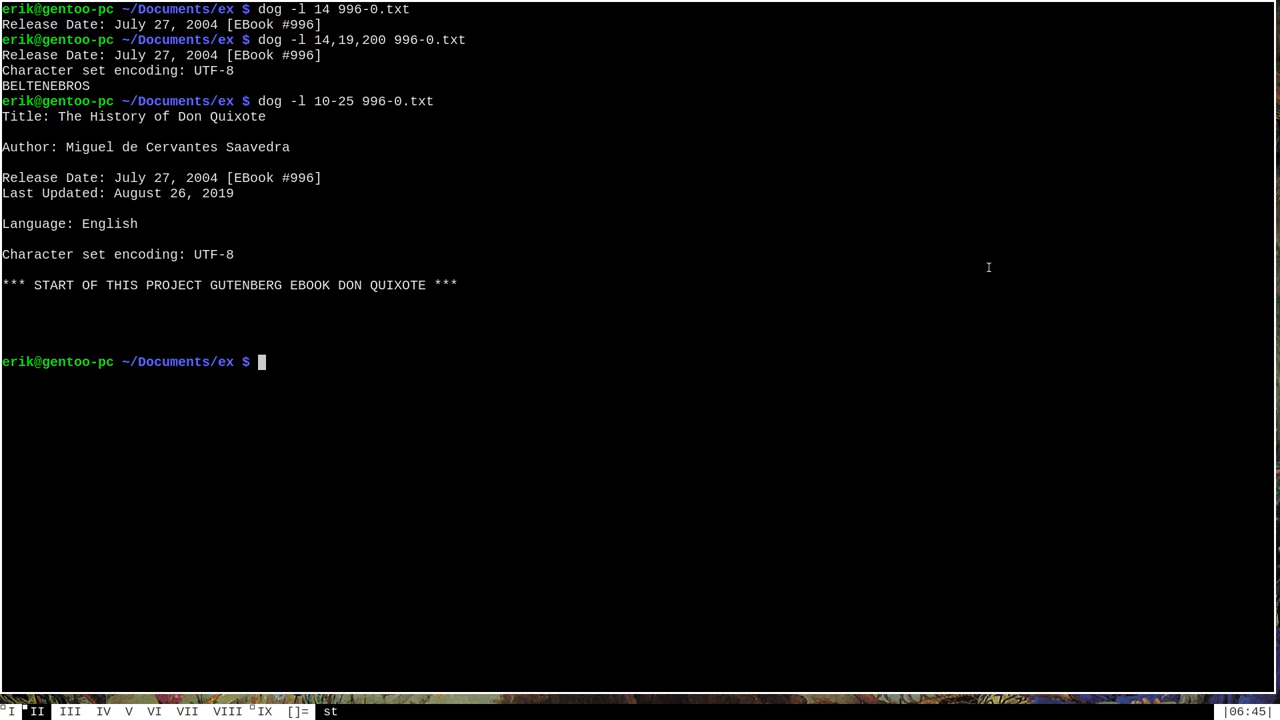 erik@gentoo-pc ~/Documents/ex $ dog -l 14 996-0.txt
Release Date: July 27, 2004 [EBook #996]
erik@gentoo-pc ~/Documents/ex $ dog -l 14,19,200 996-0.txt
Release Date: July 27, 2004 [EBook #996]
Character set encoding: UTF-8
BELTENEBROS
erik@gentoo-pc ~/Documents/ex $ dog -l 10-25 996-0.txt
Title: The History of Don Quixote
Author: Miguel de Cervantes Saavedra
Release Date: July 27, 2004 [EBook #996]
Last Updated: August 26, 2019
Language: English
Character set encoding: UTF-8
*** START OF THIS PROJECT GUTENBERG EBOOK DON QUIXOTE ***
erik@gentoo-pc ~/Documents/ex $
I II III IV V VI VII VIII IX []= st |06:45|